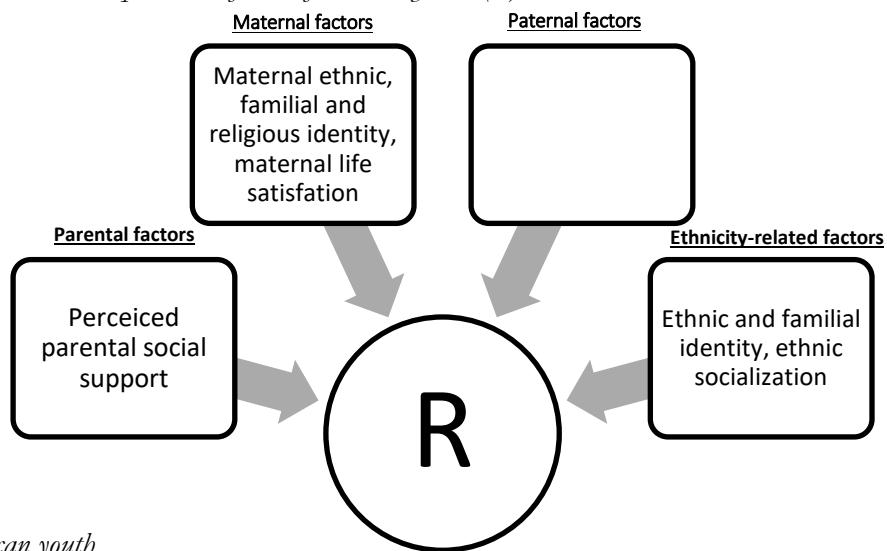 Maternal factors
Paternal factors
Maternal ethnic,
familial and
religious identity,
maternal life
satisfation
Parental factors
Ethnicity-related factors
Perceiced
parental social
support
Ethnic and familial
identity, ethnic
socialization
R
youth